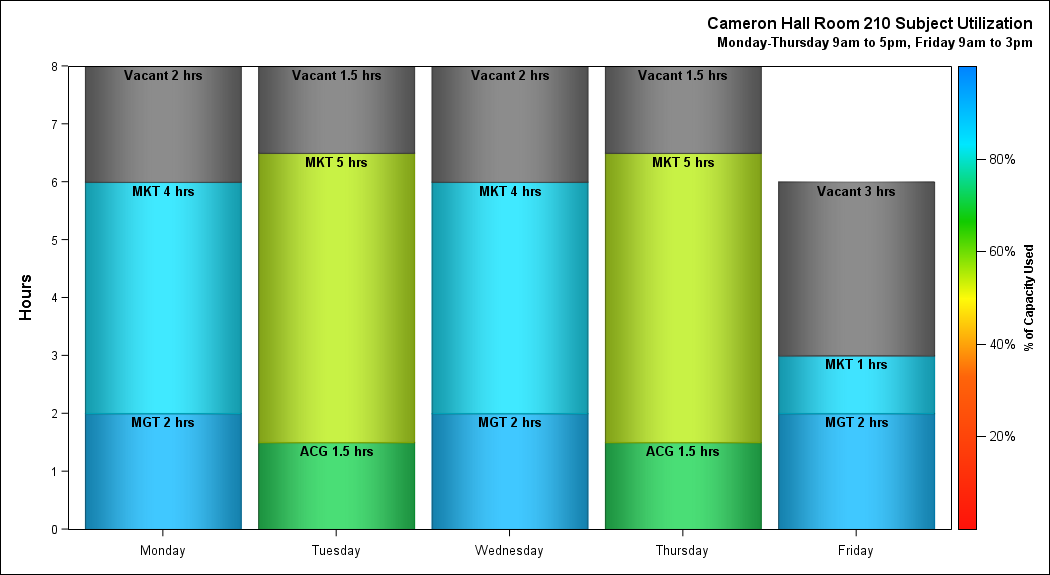 Cameron Hall Room 210 Subject Utilization
Monday-Thursday 9am to 5pm, Friday 9am to 3pm
Hours
8
7
6
5
4
3
2
1
0
Vacant 2 hrs
MKT 4 hrs
MGT 2 hrs
Monday
Vacant 1.5 hrs
MKT 5 hrs
ACG 1.5 hrs
Tuesday
Vacant 2 hrs
MKT 4 hrs
MGT 2 hrs
Wednesday
Vacant 1.5 hrs
MKT 5 hrs
ACG 1.5 hrs
Thursday
Vacant 3 hrs
MKT 1 hrs
MGT 2 hrs
Friday
80%
60%
40%
20%
% of Capacity Used